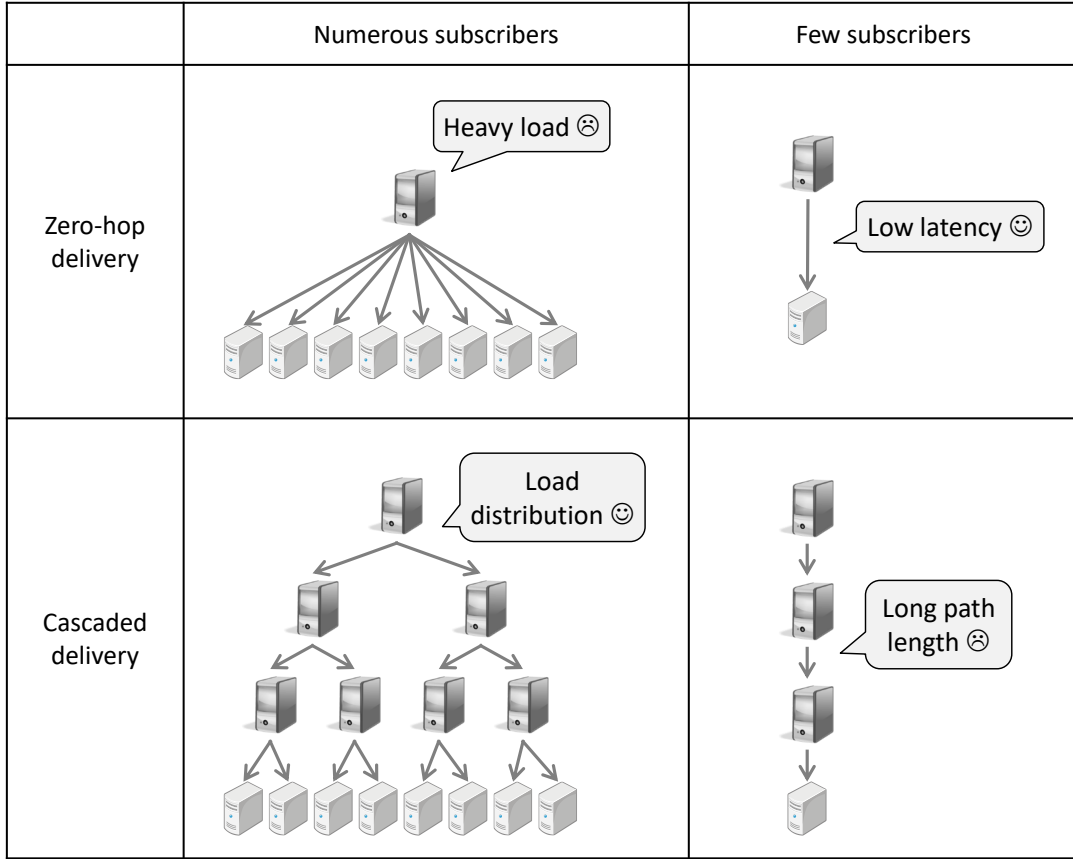 Numerous subscribers
Few subscribers
Zero-hop
delivery
Heavy load ☹
Low latency ☺
Cascaded
delivery
Load
distribution ☺
Long path
length ☹